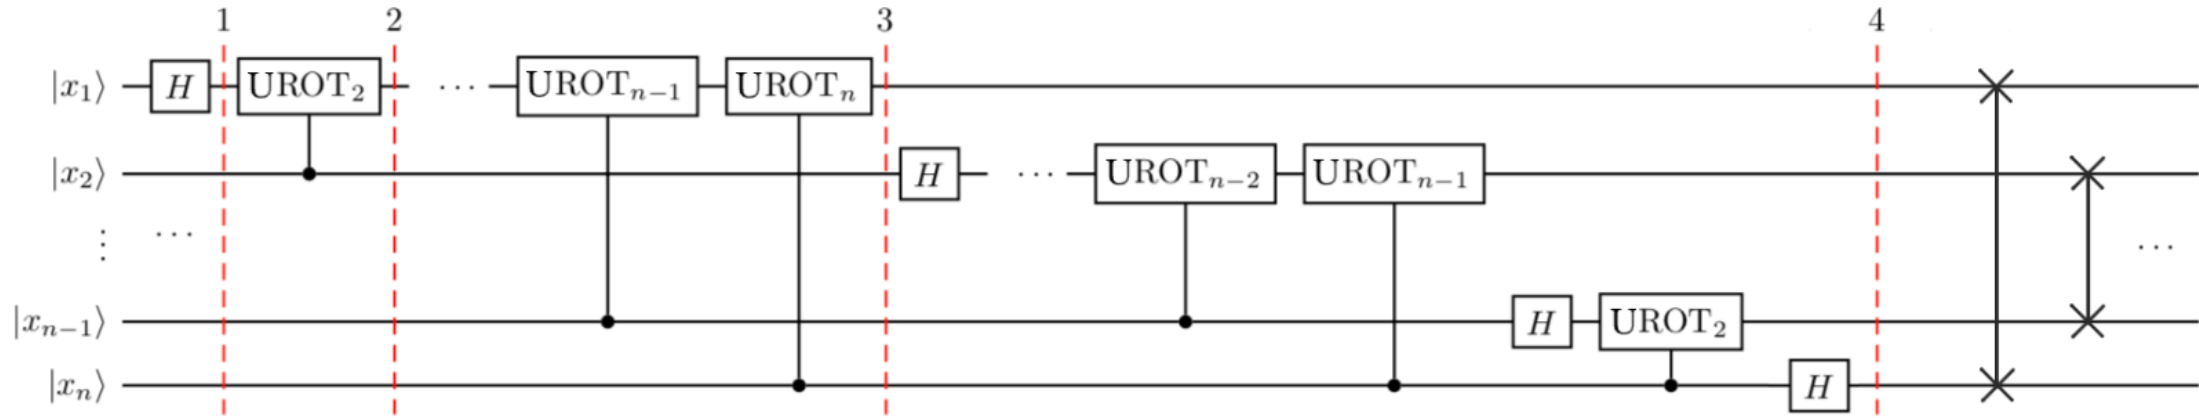 1 2 3 4
|x₁⟩ H UROT₂ ··· UROTₙ₋₁ UROTₙ
|x₂⟩ H ··· UROTₙ₋₂ UROTₙ₋₁
⋮ ··· ···
|xₙ₋₁⟩ H UROT₂
|xₙ⟩ H